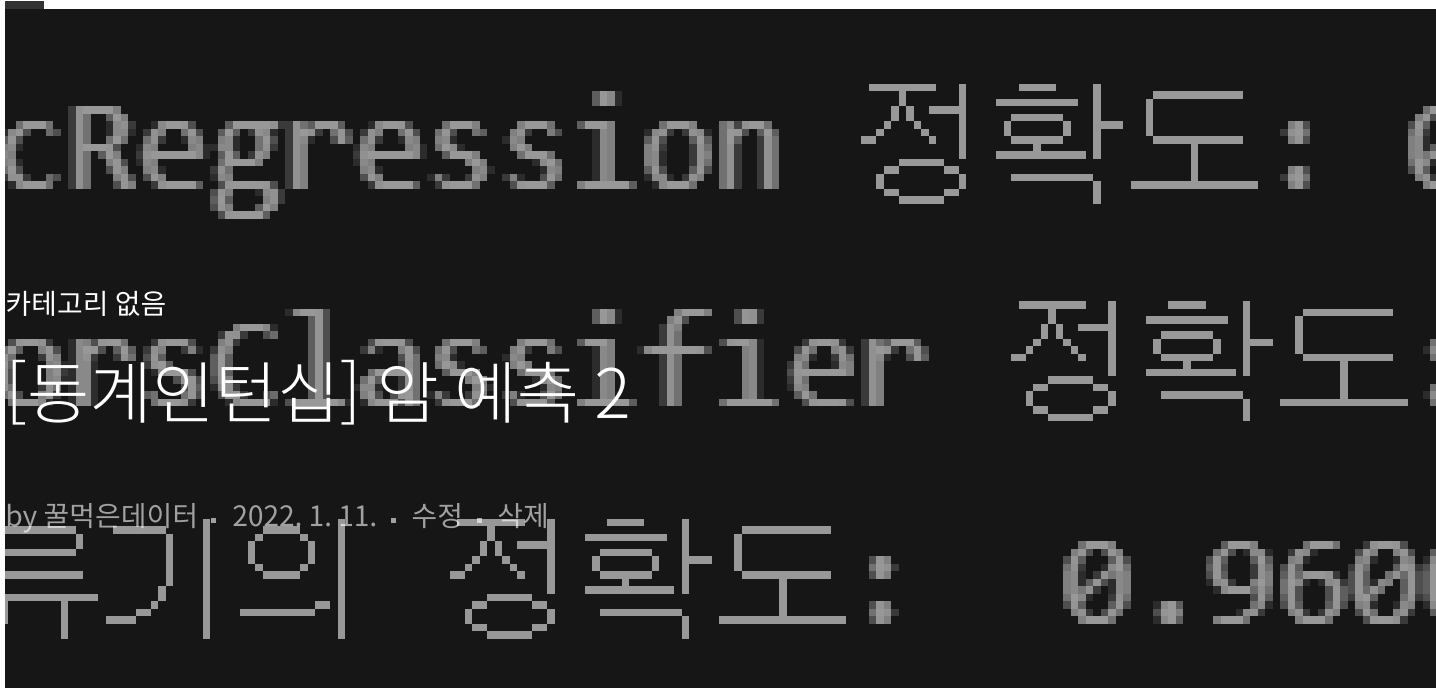 cRegression 정확도: 0
카테고리 없음
orsClassifier 정확도:
[통계인턴십] 암 예측 2
by 꿀먹은데이터 · 2022. 1. 11. · 수정 · 삭제
류기의 정확도: 0.960